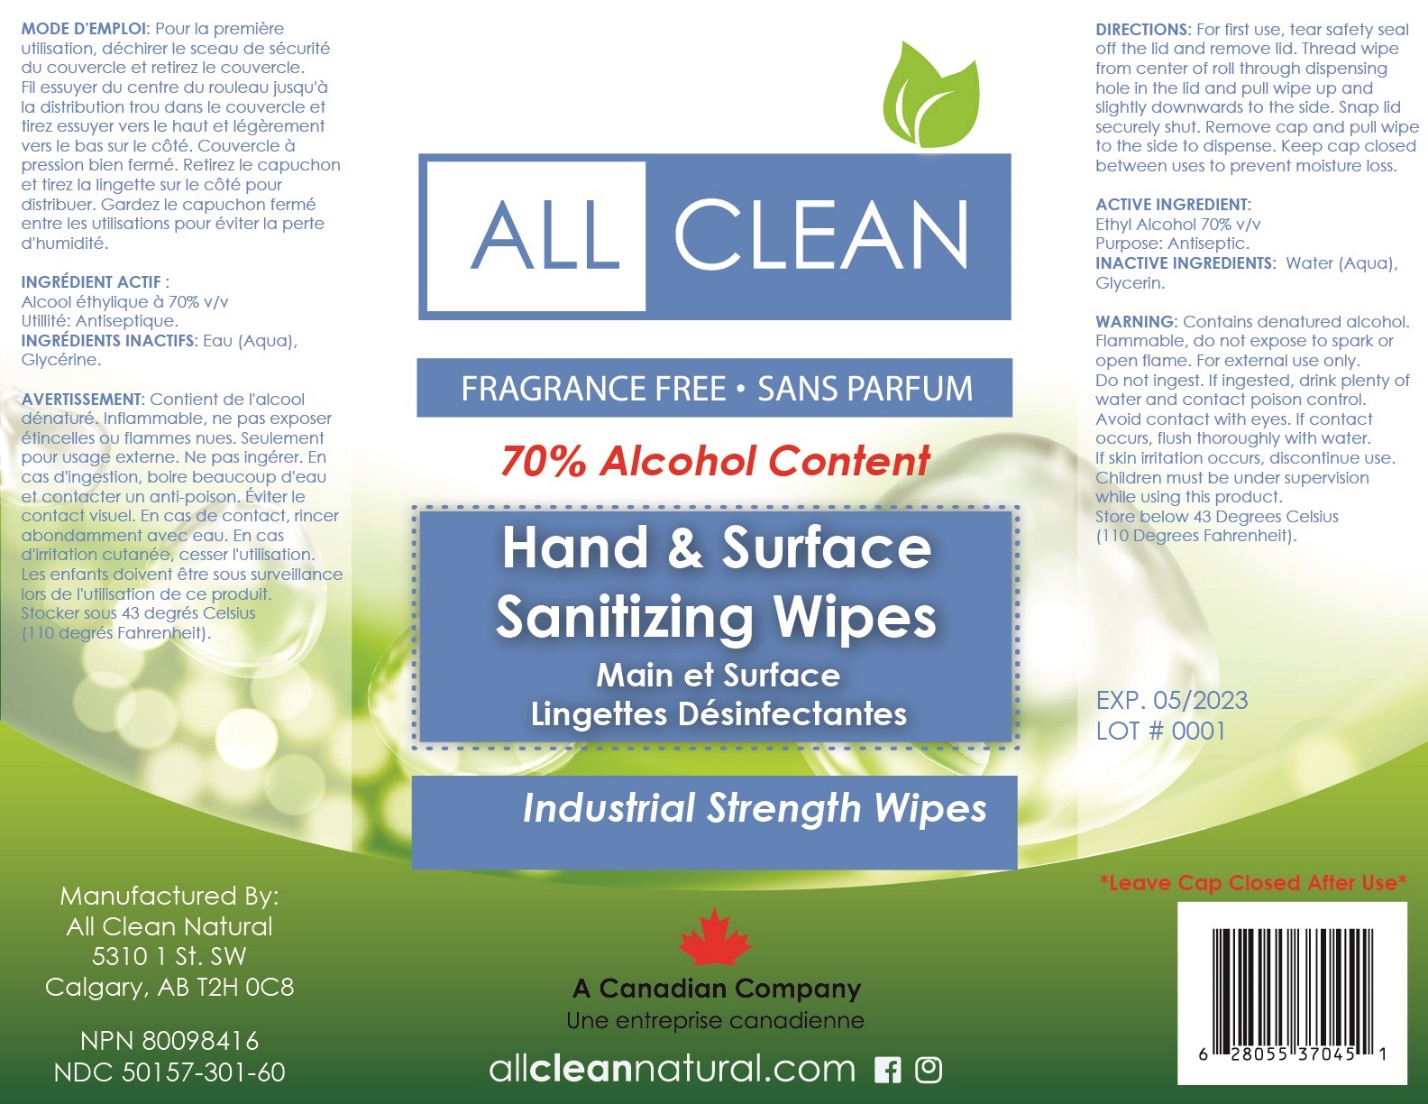 MODE D'EMPLOI: Pour la première
utilisation, déchirer le sceau de sécurité
du couvercle et retirez le couvercle.
Fil essuyer du centre du rouleau jusqu'à
la distribution trou dans le couvercle et
tirez essuyer vers le haut et légèrement
vers le bas sur le côté. Couvercle à
pression bien fermé. Retirez le capuchon
et tirez la lingette sur le côté pour
distribuer. Gardez le capuchon fermé
entre les utilisations pour éviter la perte
d'humidité.
INGRÉDIENT ACTIF :
Alcool éthylique à 70% v/v
Utillité: Antiseptique.
INGRÉDIENTS INACTIFS: Eau (Aqua),
Glycérine.
AVERTISSEMENT: Contient de l'alcool
dénaturé. Inflammable, ne pas exposer
étincelles ou flammes nues. Seulement
pour usage externe. Ne pas ingérer. En
cas d'ingestion, boire beaucoup d'eau
et contacter un anti-poison. Éviter le
contact visuel. En cas de contact, rincer
abondamment avec eau. En cas
d'irritation cutanée, cesser l'utilisation.
Les enfants doivent être sous surveillance
lors de l'utilisation de ce produit.
Stocker sous 43 degrés Celsius
(110 degrés Fahrenheit).
Manufactured By:
All Clean Natural
5310 1 St. SW
Calgary, AB T2H 0C8
NPN 80098416
NDC 50157-301-60
ALL CLEAN
FRAGRANCE FREE • SANS PARFUM
70% Alcohol Content
Hand & Surface
Sanitizing Wipes
Main et Surface
Lingettes Désinfectantes
Industrial Strength Wipes
A Canadian Company
Une entreprise canadienne
allcleannatural.com
DIRECTIONS: For first use, tear safety seal
off the lid and remove lid. Thread wipe
from center of roll through dispensing
hole in the lid and pull wipe up and
slightly downwards to the side. Snap lid
securely shut. Remove cap and pull wipe
to the side to dispense. Keep cap closed
between uses to prevent moisture loss.
ACTIVE INGREDIENT:
Ethyl Alcohol 70% v/v
Purpose: Antiseptic.
INACTIVE INGREDIENTS: Water (Aqua),
Glycerin.
WARNING: Contains denatured alcohol.
Flammable, do not expose to spark or
open flame. For external use only.
Do not ingest. If ingested, drink plenty of
water and contact poison control.
Avoid contact with eyes. If contact
occurs, flush thoroughly with water.
If skin irritation occurs, discontinue use.
Children must be under supervision
while using this product.
Store below 43 Degrees Celsius
(110 Degrees Fahrenheit).
EXP. 05/2023
LOT # 0001
*Leave Cap Closed After Use*
6 28055 37045 1